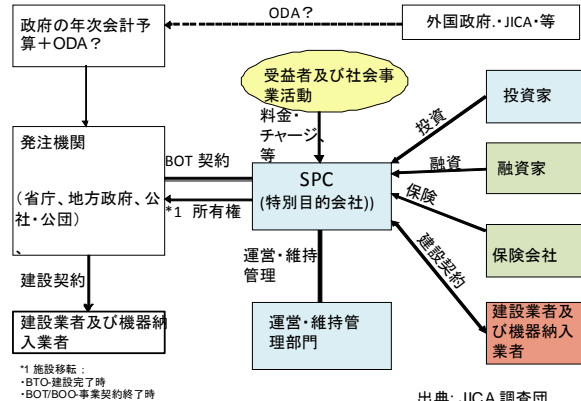 政府の年次会計予
算+ODA?
ODA?
外国政府.・JICA・等
受益者及び社会事
業活動
料金・
チャージ、
等
投資家
投資
発注機関
(省庁、地方政府、公
社・公団)
、
BOT 契約
*1 所有権
SPC
(特別目的会社))
融資
融資家
保険
保険会社
建設契約
運営・維持
管理
建設契約
建設業者及び機器納
入業者
運営・維持管
理部門
建設業者及
び機器納入
業者
*1 施設移転 :
・BTO-建設完了時
・BOT/BOO-事業契約終了時
出典: JICA 調査団